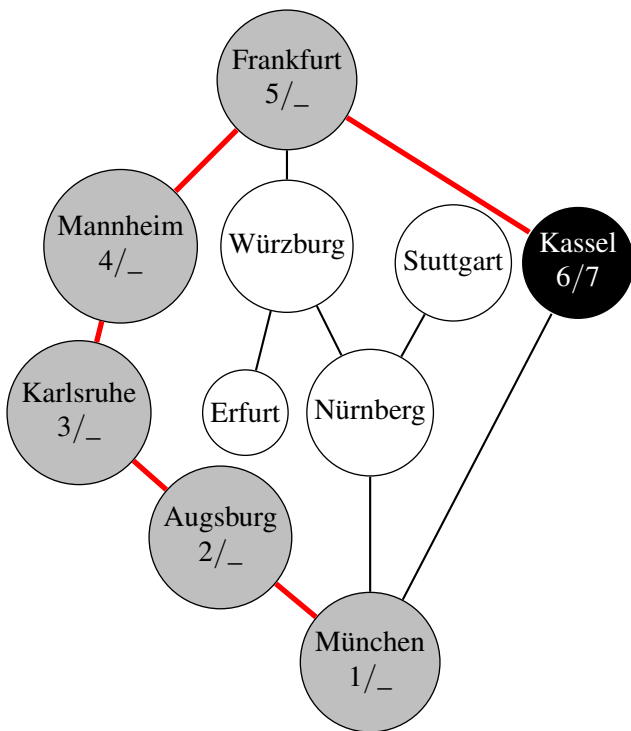 Frankfurt
5/_
Mannheim
4/_
Würzburg
Stuttgart
Kassel
6/7
Karlsruhe
3/_
Erfurt
Nürnberg
Augsburg
2/_
München
1/_